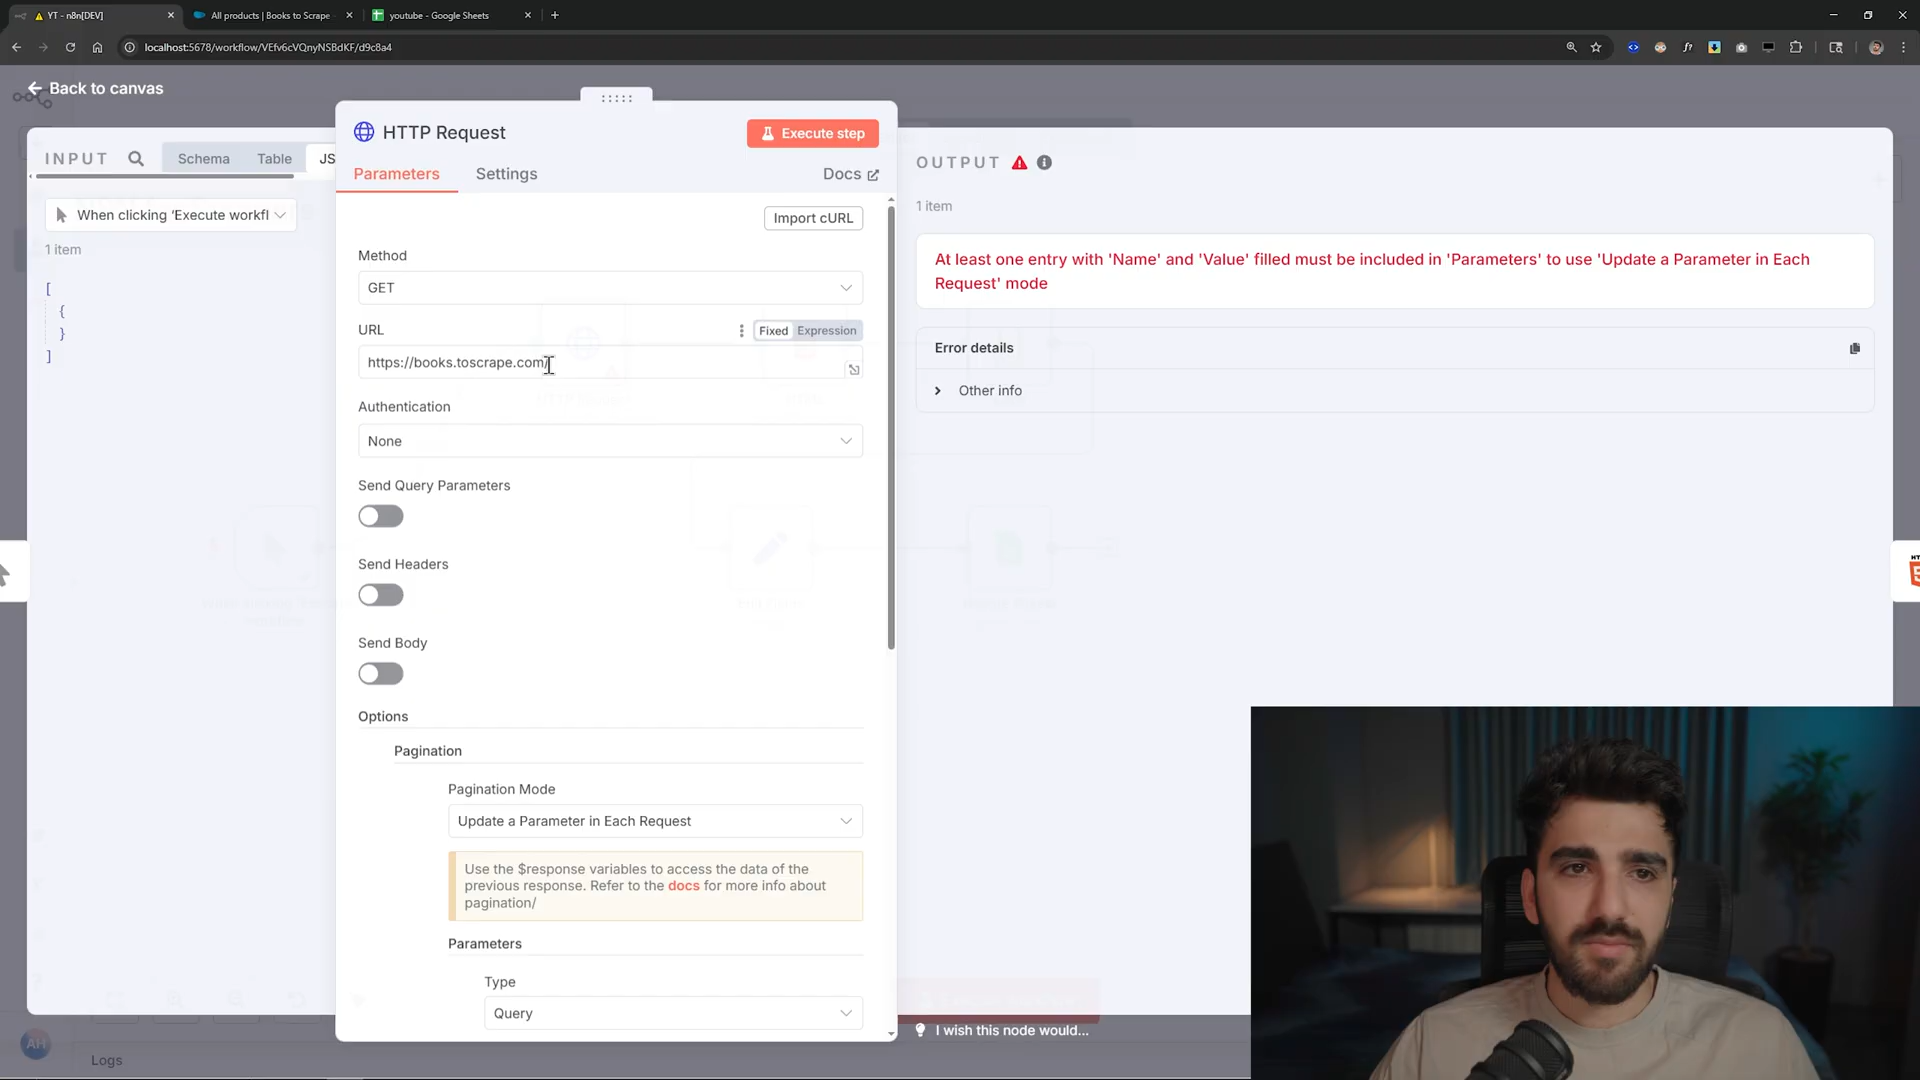 YT - n8n[DEV]
All products | Books to Scrape
youtube - Google Sheets
localhost:5678/workflow/VEfv6cVQnyNSBdKF/d9c8a4
Back to canvas
INPUT
Schema
Table
JS
When clicking 'Execute workfl
1 item
[
{
}
]
HTTP Request
Execute step
Parameters
Settings
Docs
Import cURL
Method
GET
URL
Fixed
Expression
https://books.toscrape.com/
Authentication
None
Send Query Parameters
Send Headers
Send Body
Options
Pagination
Pagination Mode
Update a Parameter in Each Request
Use the $response variables to access the data of the
previous response. Refer to the docs for more info about
pagination/
Parameters
Type
Query
OUTPUT
1 item
At least one entry with 'Name' and 'Value' filled must be included in 'Parameters' to use 'Update a Parameter in Each
Request' mode
Error details
Other info
I wish this node would...
AH
Logs